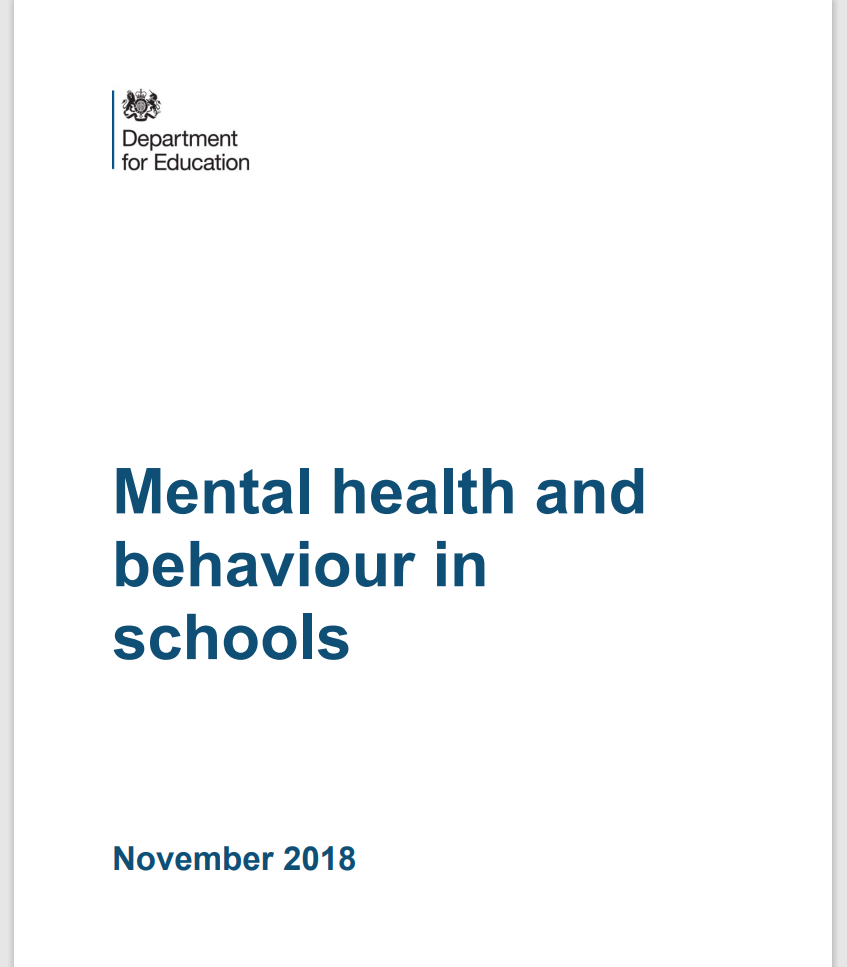 Department
for Education
Mental health and
behaviour in
schools
November 2018